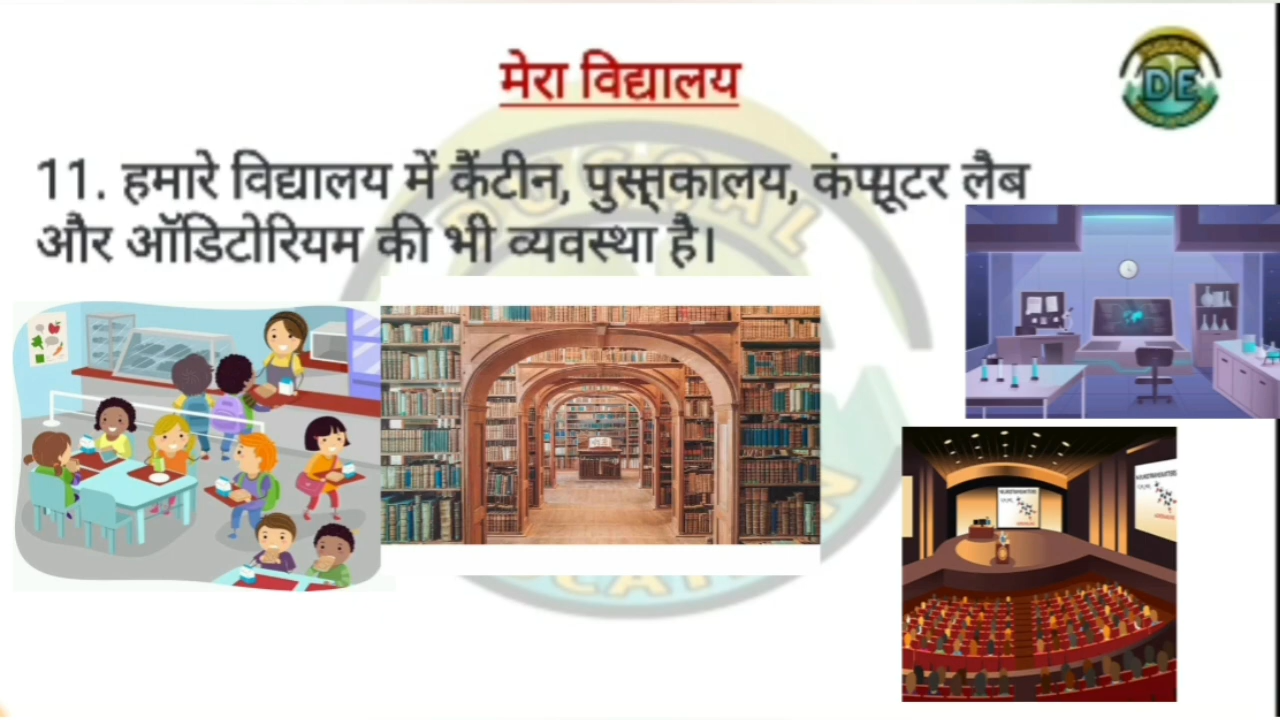 मेरा विद्यालय
DE
11. हमारे विद्यालय में कैंटीन, पुस्तकालय, कंप्यूटर लैब
और ऑडिटोरियम की भी व्यवस्था है।